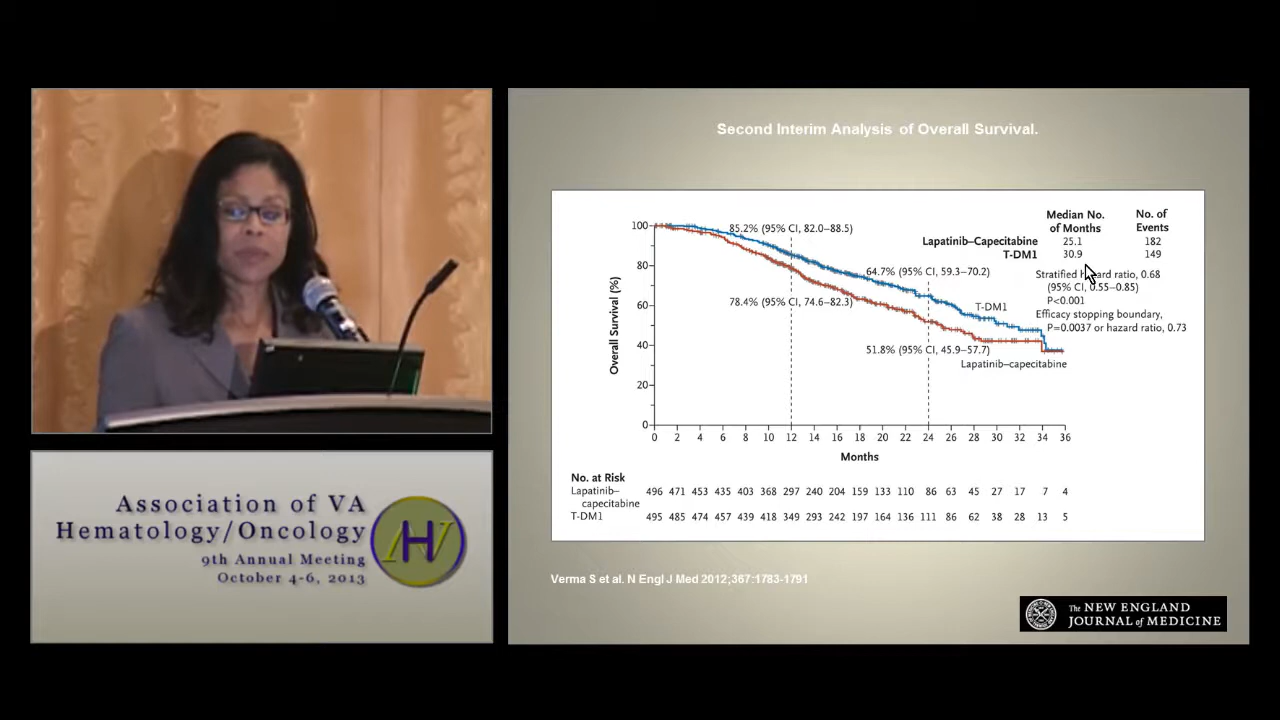 Association of VA
Hematology/Oncology
9th Annual Meeting
October 4-6, 2013
Second Interim Analysis of Overall Survival.
Median No.
of Months
No. of
Events
Lapatinib–Capecitabine 25.1 182
T-DM1 30.9 149
Stratified hazard ratio, 0.68
(95% CI, 0.55–0.85)
P<0.001
Efficacy stopping boundary,
P=0.0037 or hazard ratio, 0.73
85.2% (95% CI, 82.0–88.5)
64.7% (95% CI, 59.3–70.2)
78.4% (95% CI, 74.6–82.3)
T-DM1
51.8% (95% CI, 45.9–57.7)
Lapatinib–capecitabine
Overall Survival (%)
100
80
60
40
20
0
0 2 4 6 8 10 12 14 16 18 20 22 24 26 28 30 32 34 36
Months
No. at Risk
Lapatinib–
capecitabine
496 471 453 435 403 368 297 240 204 159 133 110 86 63 45 27 17 7 4
T-DM1 495 485 474 457 439 418 349 293 242 197 164 136 111 86 62 38 28 13 5
Verma S et al. N Engl J Med 2012;367:1783-1791
The NEW ENGLAND
JOURNAL of MEDICINE